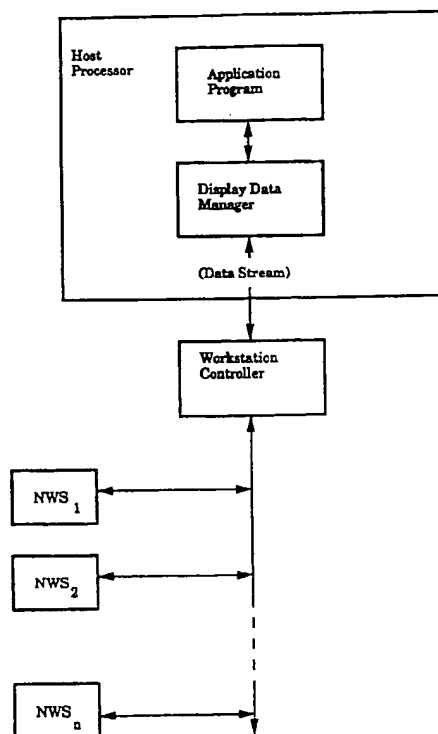 Host
Processor
Application
Program
Display Data
Manager
(Data Stream)
Workstation
Controller
NWS 1
NWS 2
NWS n